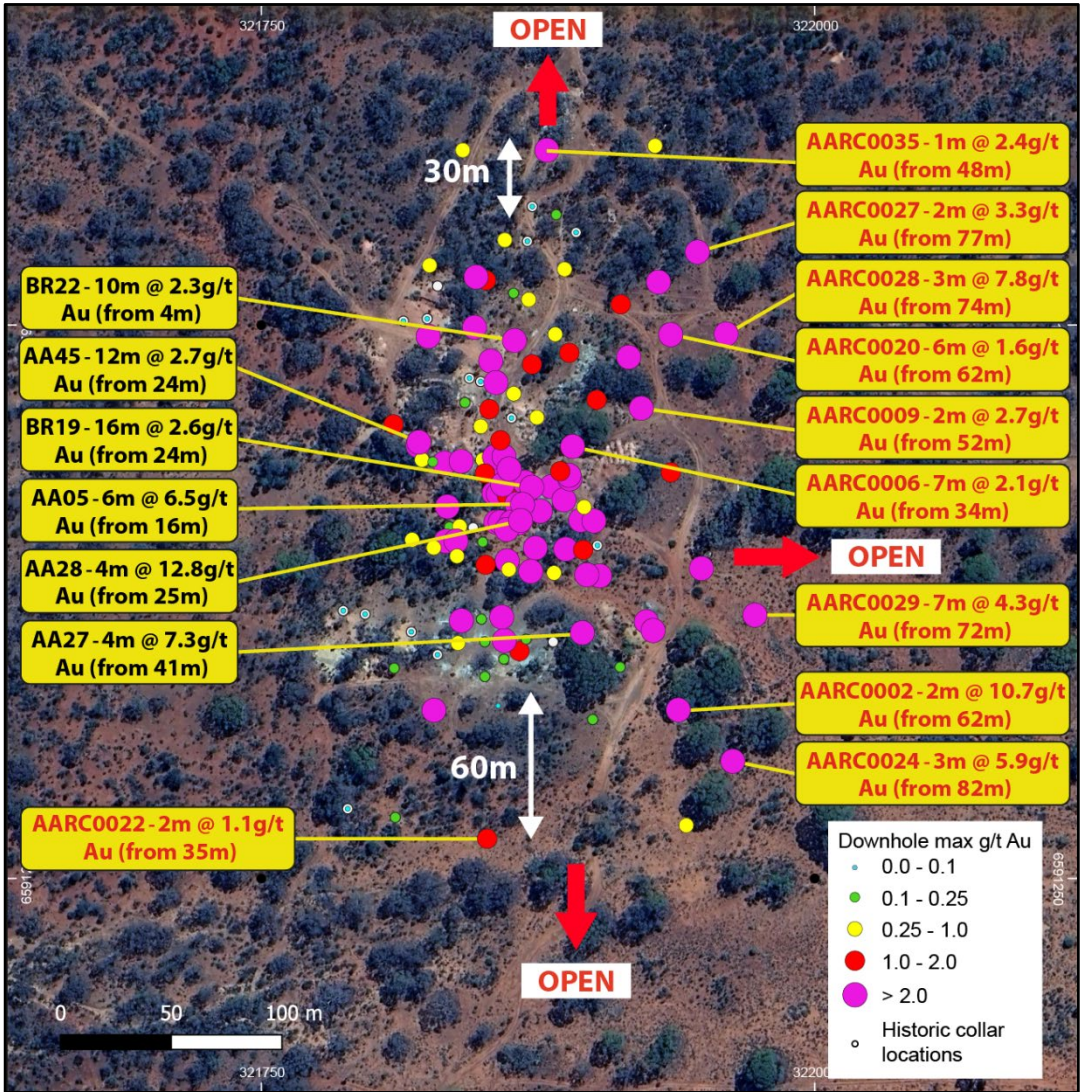 321750
322000
OPEN
30m
AARC0035 - 1m @ 2.4g/t
Au (from 48m)
AARC0027 - 2m @ 3.3g/t
Au (from 77m)
AARC0028 - 3m @ 7.8g/t
Au (from 74m)
AARC0020 - 6m @ 1.6g/t
Au (from 62m)
AARC0009 - 2m @ 2.7g/t
Au (from 52m)
AARC0006 - 7m @ 2.1g/t
Au (from 34m)
BR22 - 10m @ 2.3g/t
Au (from 4m)
AA45 - 12m @ 2.7g/t
Au (from 24m)
BR19 - 16m @ 2.6g/t
Au (from 24m)
AA05 - 6m @ 6.5g/t
Au (from 16m)
AA28 - 4m @ 12.8g/t
Au (from 25m)
AA27 - 4m @ 7.3g/t
Au (from 41m)
OPEN
AARC0029 - 7m @ 4.3g/t
Au (from 72m)
AARC0002 - 2m @ 10.7g/t
Au (from 62m)
AARC0024 - 3m @ 5.9g/t
Au (from 82m)
60m
AARC0022 - 2m @ 1.1g/t
Au (from 35m)
6591250
OPEN
0 50 100 m
Downhole max g/t Au
0.0 - 0.1
0.1 - 0.25
0.25 - 1.0
1.0 - 2.0
> 2.0
Historic collar
locations
321750
322000